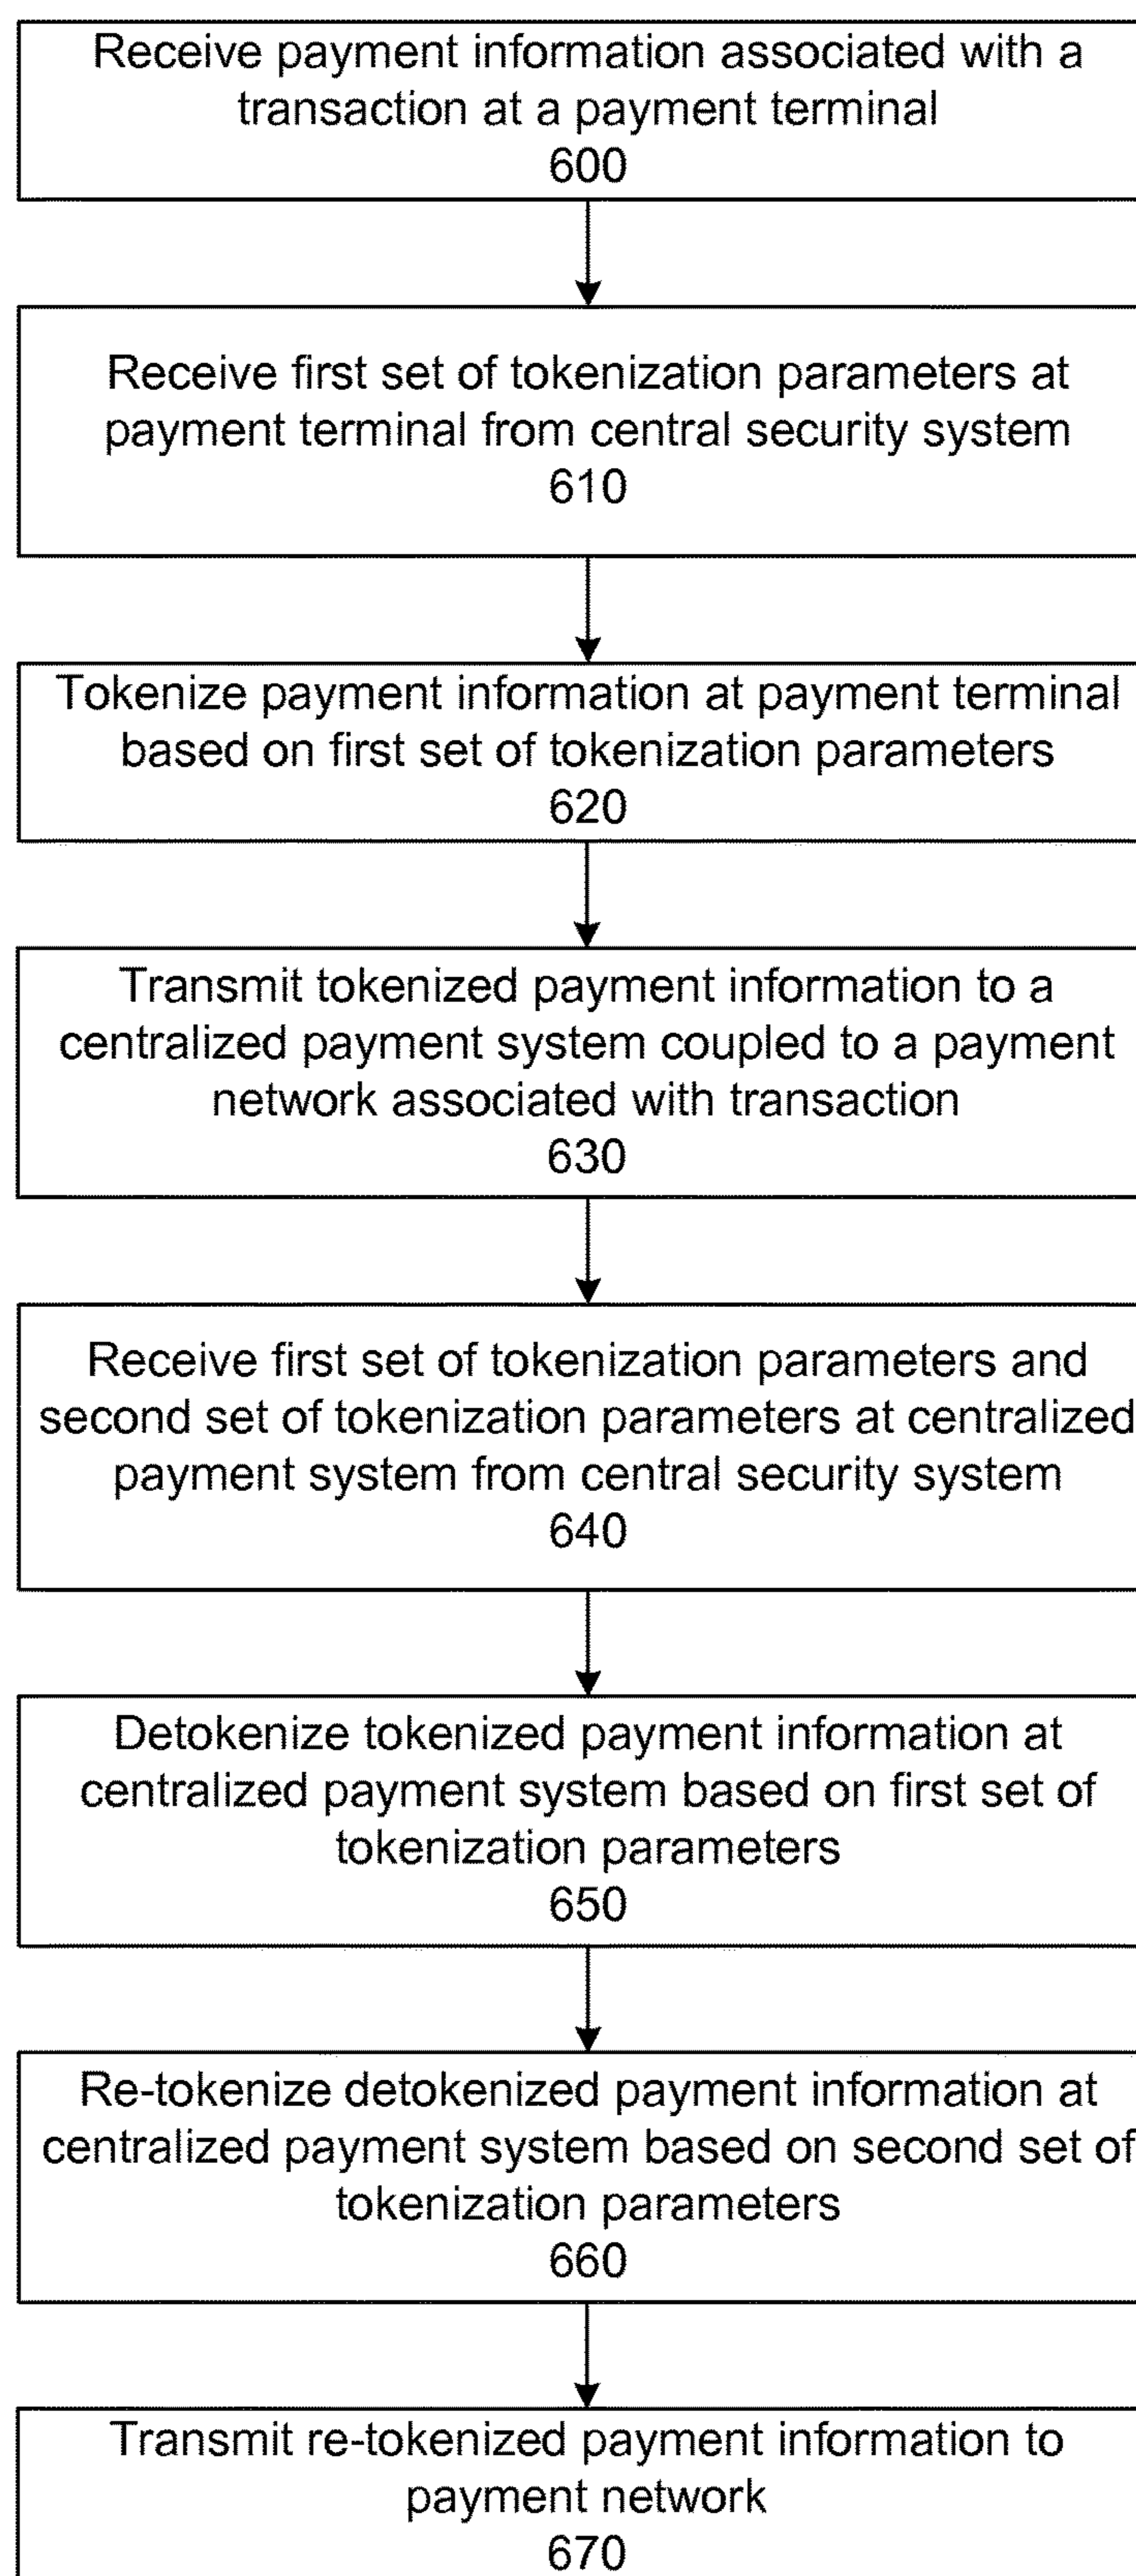 Receive payment information associated with a
transaction at a payment terminal
600
Receive first set of tokenization parameters at
payment terminal from central security system
610
Tokenize payment information at payment terminal
based on first set of tokenization parameters
620
Transmit tokenized payment information to a
centralized payment system coupled to a payment
network associated with transaction
630
Receive first set of tokenization parameters and
second set of tokenization parameters at centralized
payment system from central security system
640
Detokenize tokenized payment information at
centralized payment system based on first set of
tokenization parameters
650
Re-tokenize detokenized payment information at
centralized payment system based on second set of
tokenization parameters
660
Transmit re-tokenized payment information to
payment network
670